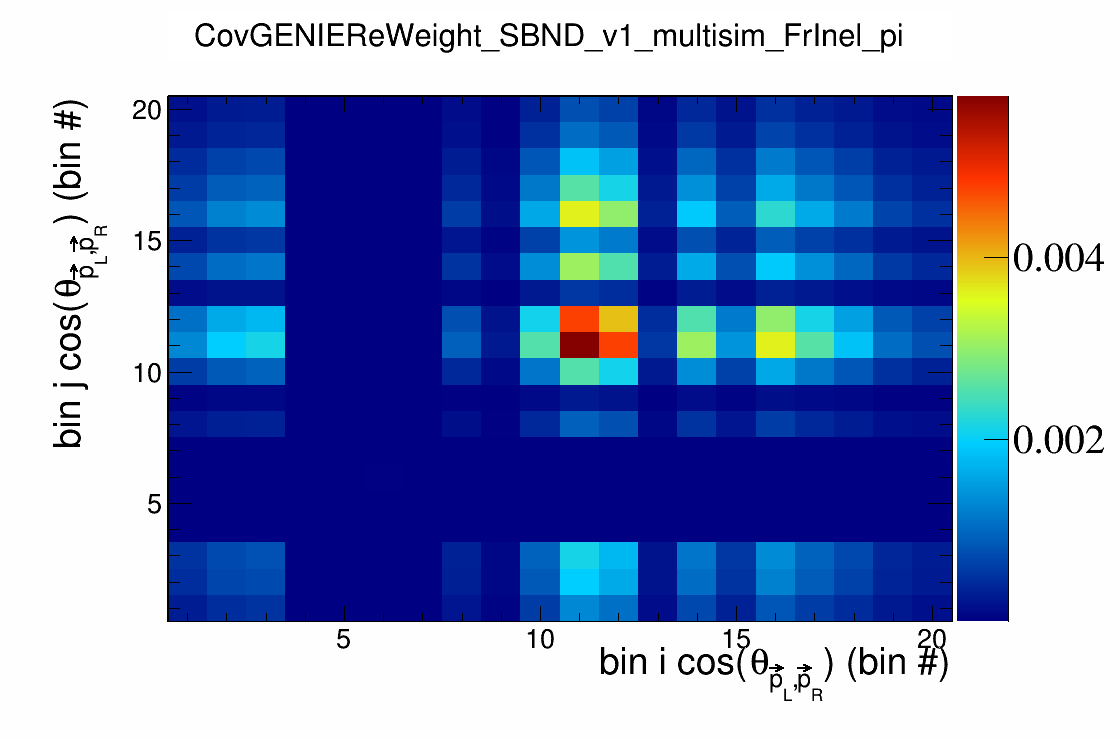 CovGENIEReWeight_SBND_v1_multisim_FrInel_pi
20
15
10
5
bin j cos(θp⃗L,p⃗R) (bin #)
5 10 15 20
bin i cos(θp⃗L,p⃗R) (bin #)
0.004
0.002